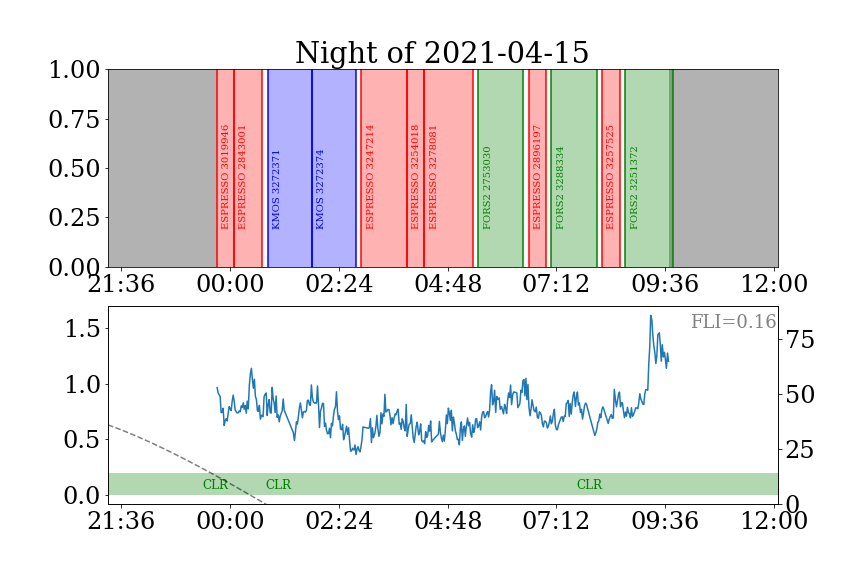 Night of 2021-04-15
1.00
0.75
0.50
0.25
0.00
ESPRESSO 3019946
ESPRESSO 2843001
KMOS 3272371
KMOS 3272374
ESPRESSO 3247214
ESPRESSO 3254018
ESPRESSO 3278081
FORS2 2753030
ESPRESSO 2896197
FORS2 3288334
ESPRESSO 3257525
FORS2 3251372
21:36 00:00 02:24 04:48 07:12 09:36 12:00
FLI=0.16
1.5
1.0
0.5
0.0
75
50
25
0
CLR CLR CLR
21:36 00:00 02:24 04:48 07:12 09:36 12:00